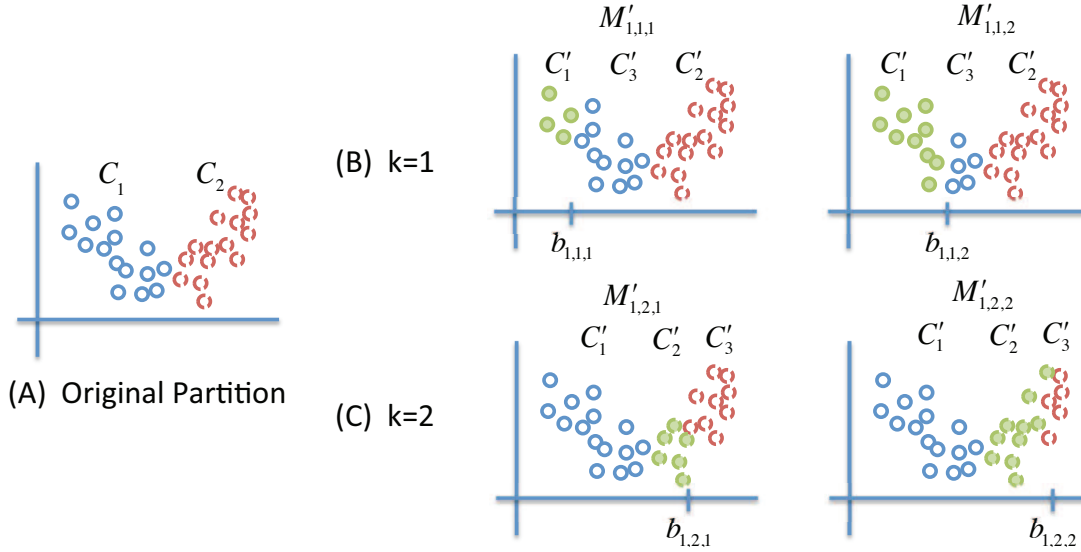 M′1,1,1
M′1,1,2
C′1 C′3 C′2
C′1 C′3 C′2
C1 C2
(B) k=1
b1,1,1
b1,1,2
(A) Original Partition
M′1,2,1
M′1,2,2
C′1 C′2 C′3
C′1 C′2 C′3
(C) k=2
b1,2,1
b1,2,2